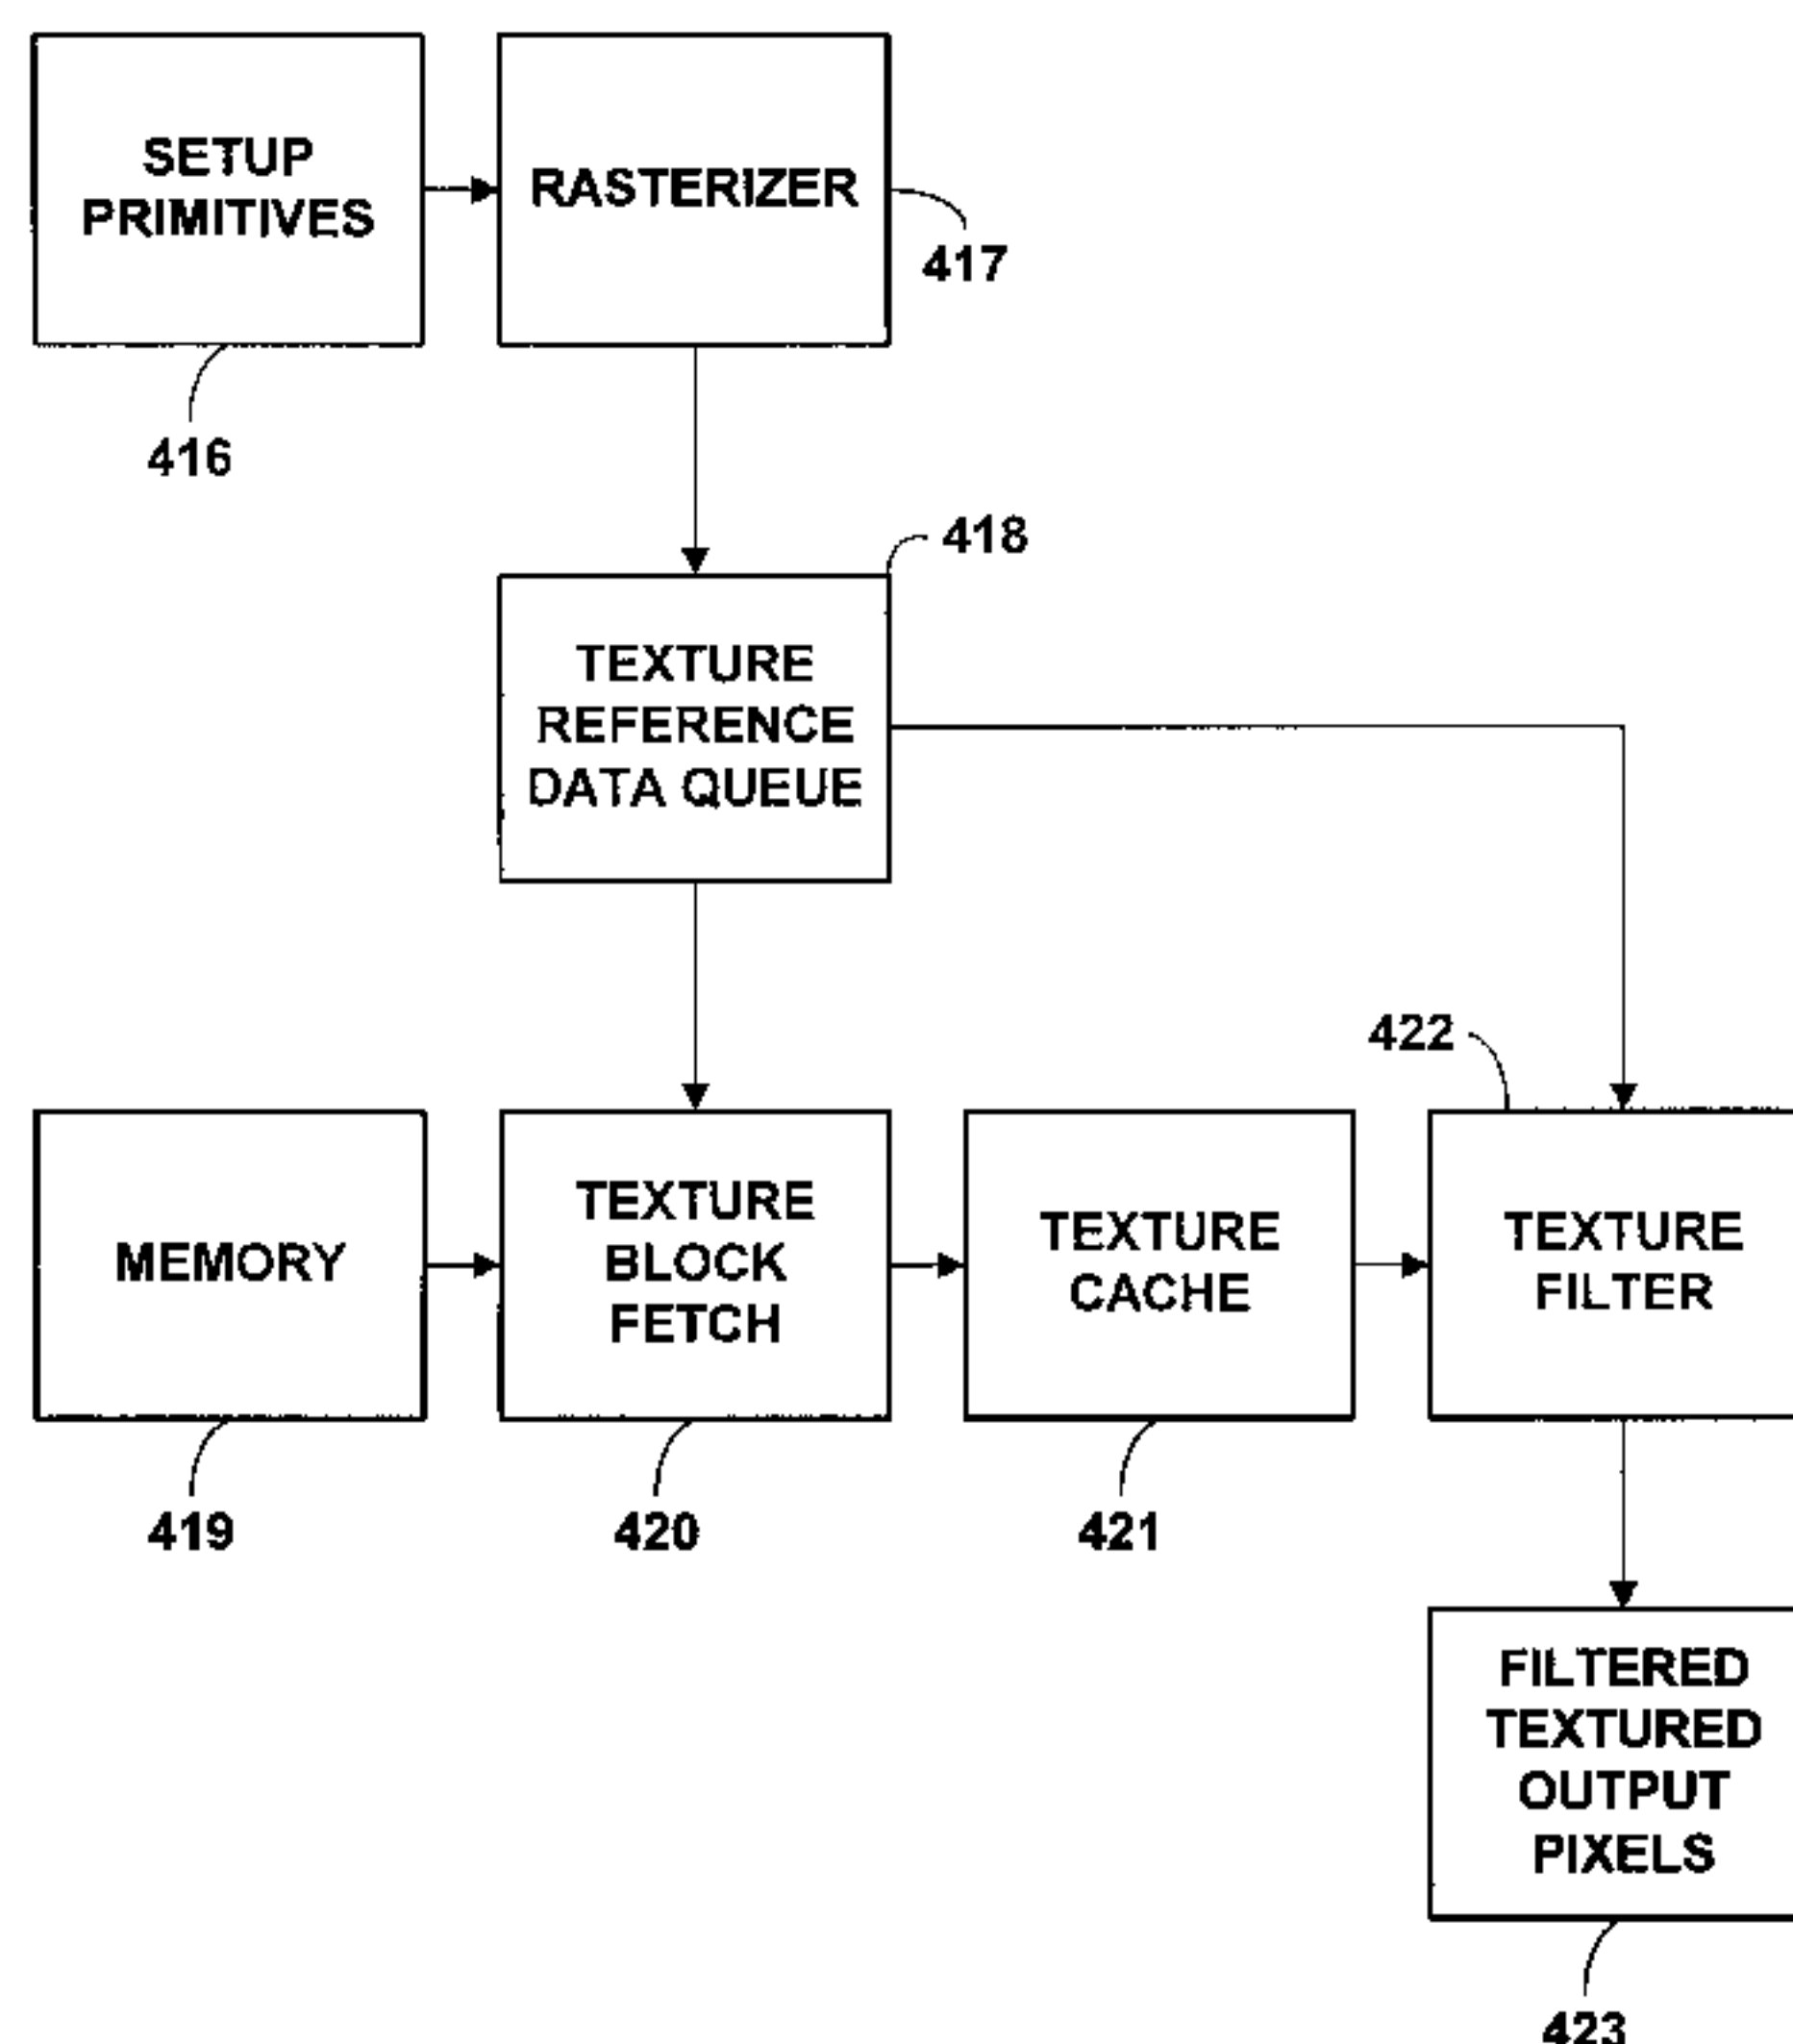 SETUP
PRIMITIVES
RASTERIZER
417
416
418
TEXTURE
REFERENCE
DATA QUEUE
422
MEMORY
TEXTURE
BLOCK
FETCH
TEXTURE
CACHE
TEXTURE
FILTER
419
420
421
FILTERED
TEXTURED
OUTPUT
PIXELS
423